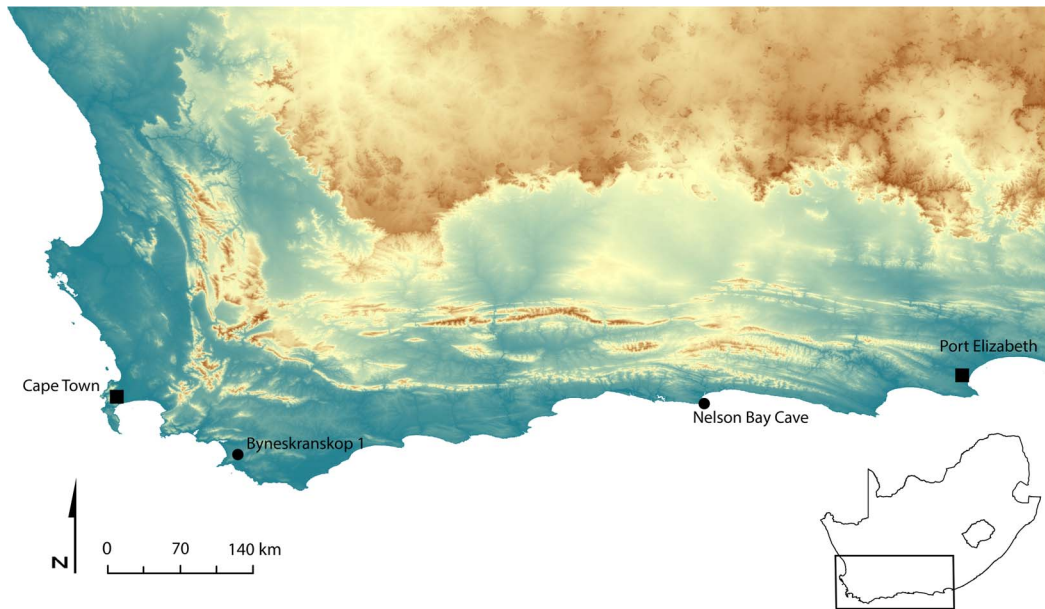 Port Elizabeth
Cape Town
Nelson Bay Cave
Byneskranskop 1
N
0 70 140 km